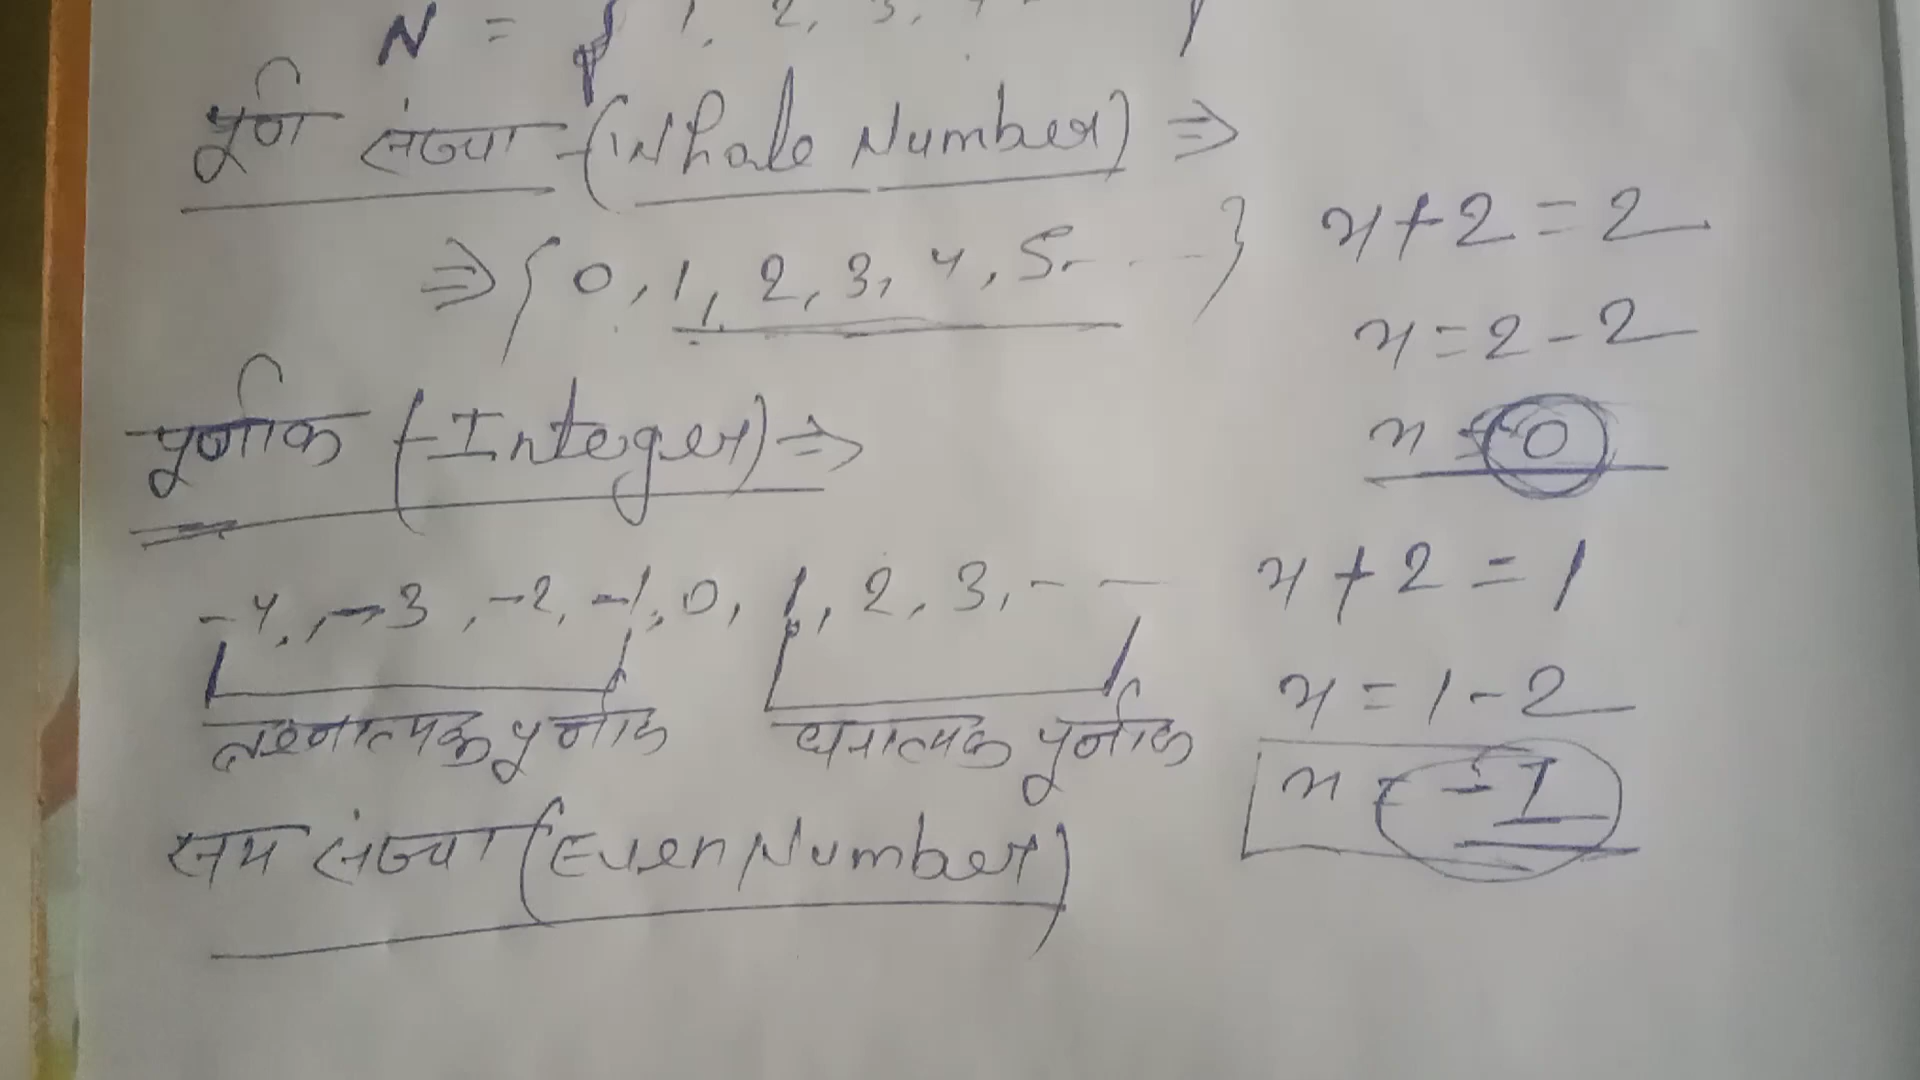 N = { 1, 2, 3, 4 - }
पूर्ण संख्या (Whole Number) ⇒
⇒ { 0, 1, 2, 3, 4, 5. - - - }
पूर्णांक (Integer) ⇒
-4, -3, -2, -1, 0, 1, 2, 3, - -
ऋणात्मक पूर्णांक धनात्मक पूर्णांक
सम संख्या (Even Number)
x + 2 = 2
x = 2 - 2
x = 0
x + 2 = 1
x = 1 - 2
x = -1